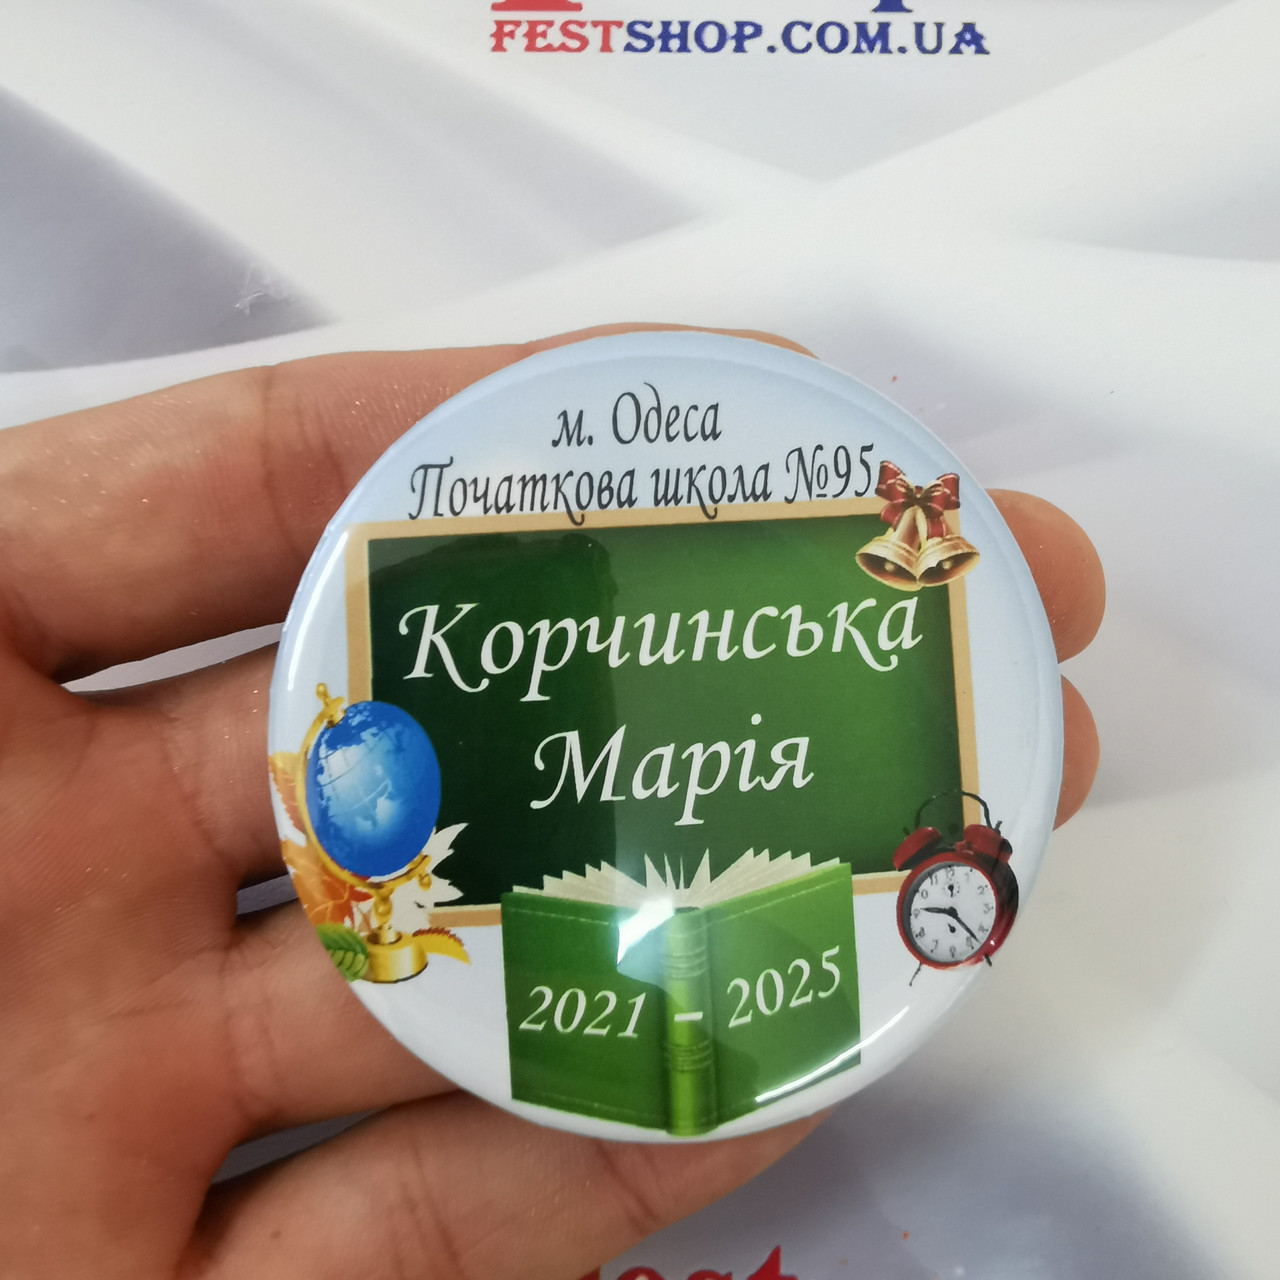 FESTSHOP.COM.UA
м. Одеса
Початкова школа №95
Корчинська
Марія
2021 - 2025